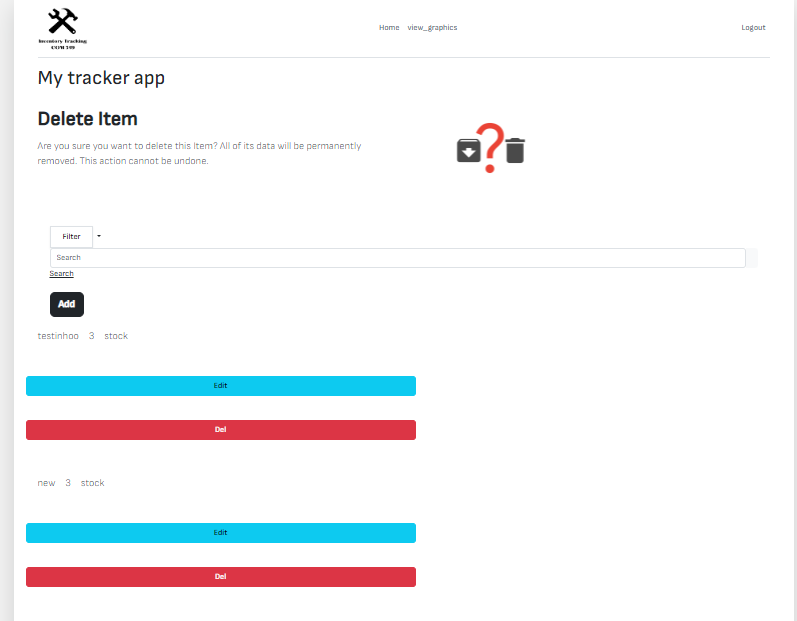 Inventory Tracking
Home view_graphics
Logout
My tracker app
Delete Item
Are you sure you want to delete this Item? All of its data will be permanently
removed. This action cannot be undone.
Filter
Search
Search
Add
testinhoo 3 stock
Edit
Del
new 3 stock
Edit
Del